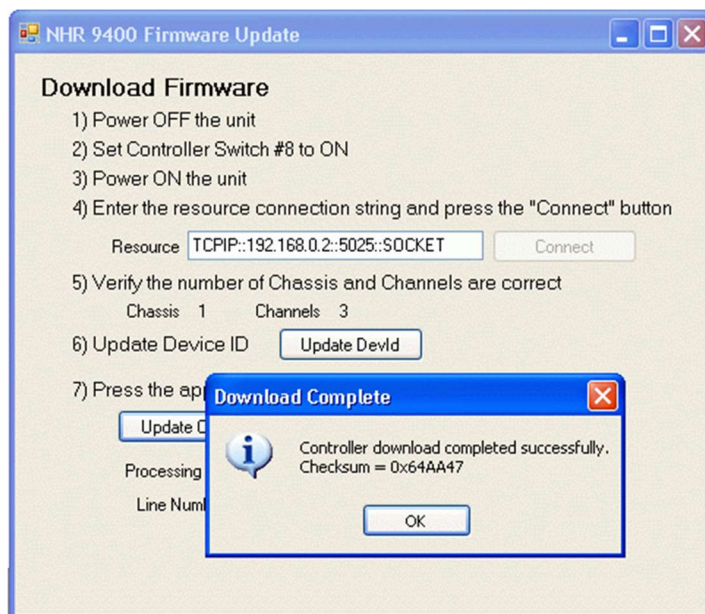 NHR 9400 Firmware Update
Download Firmware
1) Power OFF the unit
2) Set Controller Switch #8 to ON
3) Power ON the unit
4) Enter the resource connection string and press the "Connect" button
Resource TCPIP::192.168.0.2::5025::SOCKET Connect
5) Verify the number of Chassis and Channels are correct
Chassis 1 Channels 3
6) Update Device ID Update DevId
7) Press the
Download Complete
Update
Controller download completed successfully.
Checksum = 0x64AA47
Processing
Line
OK